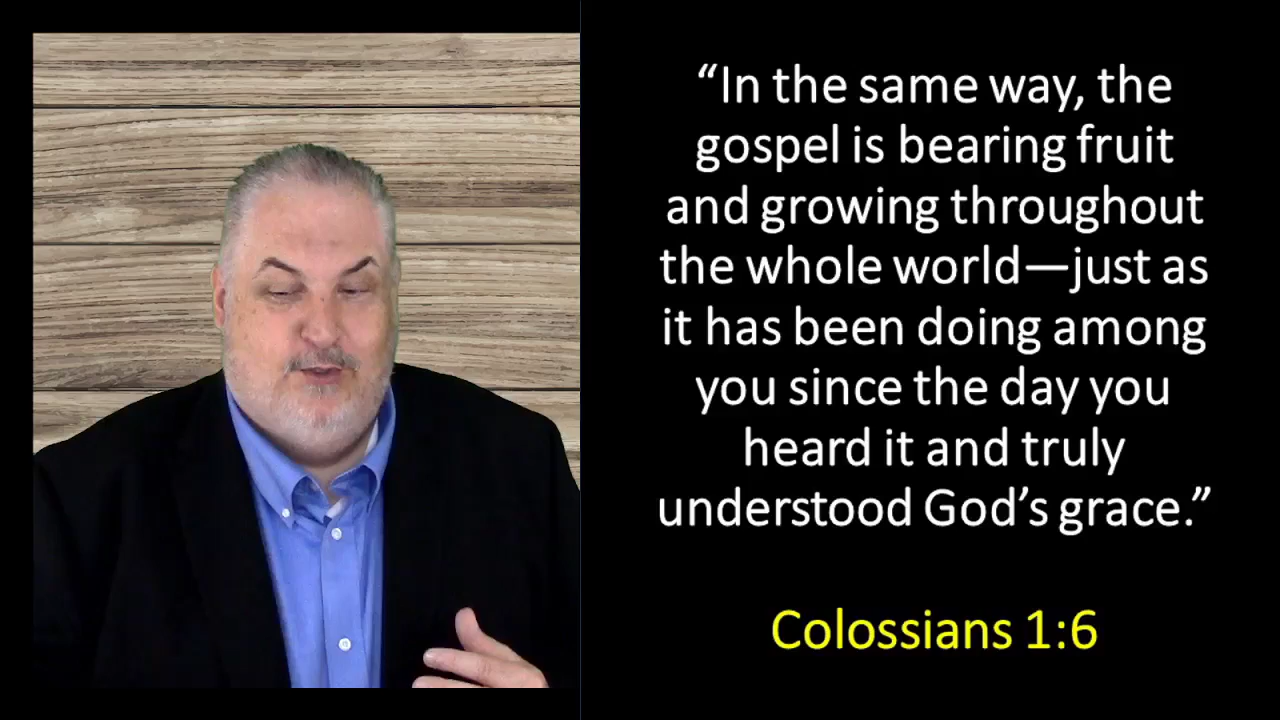 “In the same way, the
gospel is bearing fruit
and growing throughout
the whole world—just as
it has been doing among
you since the day you
heard it and truly
understood God’s grace.”
Colossians 1:6